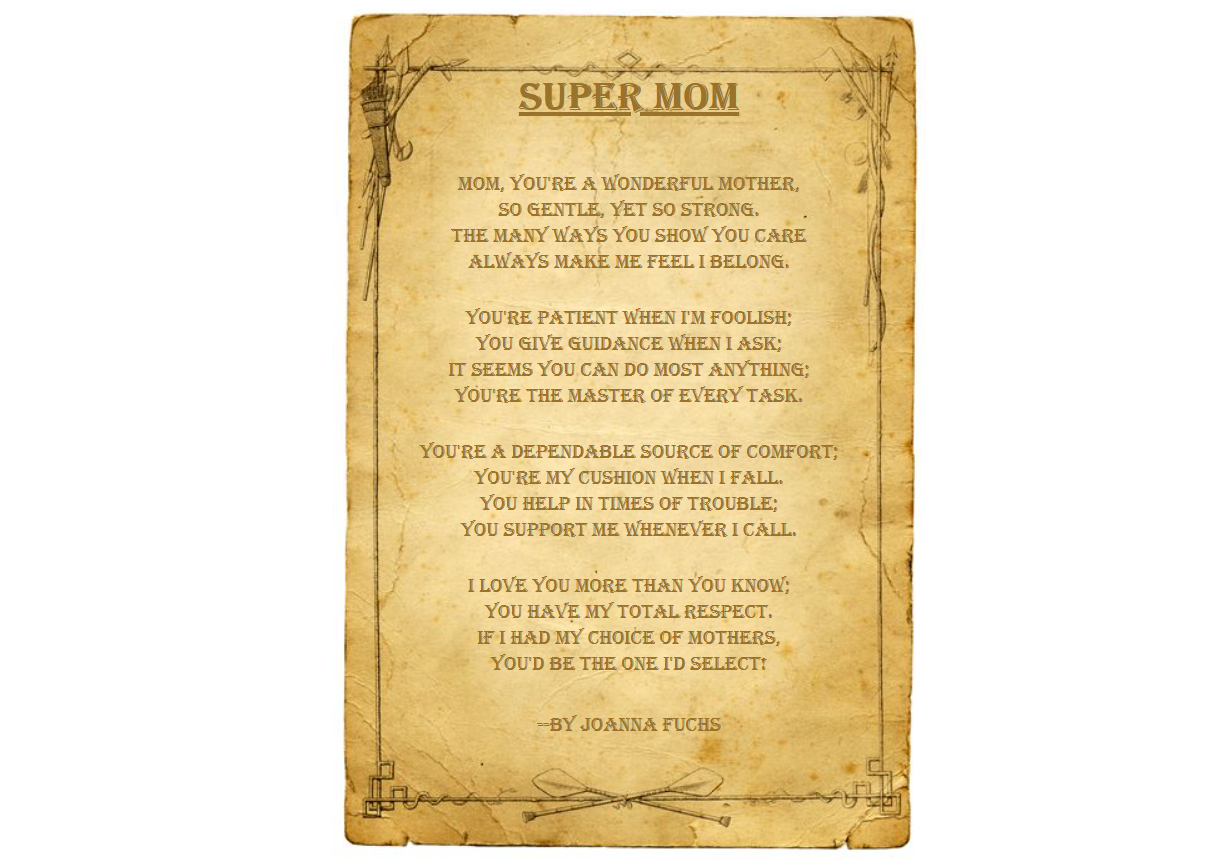 SUPER MOM
MOM, YOU'RE A WONDERFUL MOTHER,
SO GENTLE, YET SO STRONG.
THE MANY WAYS YOU SHOW YOU CARE
ALWAYS MAKE ME FEEL I BELONG.
YOU'RE PATIENT WHEN I'M FOOLISH;
YOU GIVE GUIDANCE WHEN I ASK;
IT SEEMS YOU CAN DO MOST ANYTHING;
YOU'RE THE MASTER OF EVERY TASK.
YOU'RE A DEPENDABLE SOURCE OF COMFORT;
YOU'RE MY CUSHION WHEN I FALL.
YOU HELP IN TIMES OF TROUBLE;
YOU SUPPORT ME WHENEVER I CALL.
I LOVE YOU MORE THAN YOU KNOW;
YOU HAVE MY TOTAL RESPECT.
IF I HAD MY CHOICE OF MOTHERS,
YOU'D BE THE ONE I'D SELECT!
--BY JOANNA FUCHS